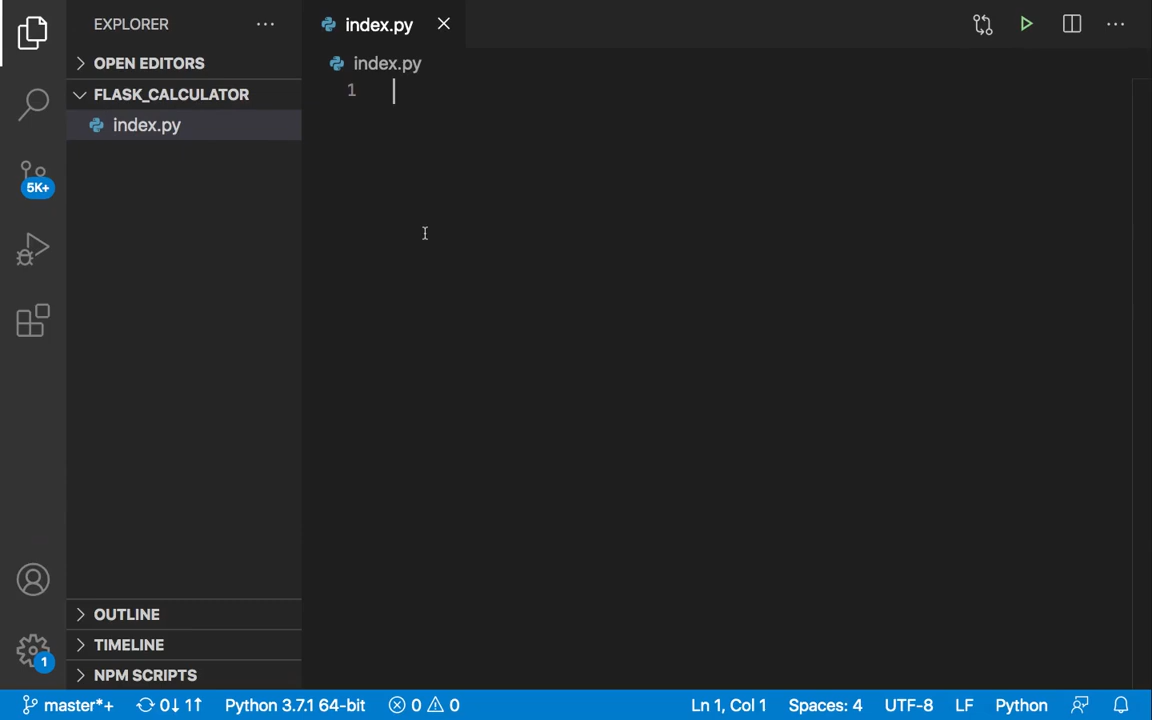 EXPLORER
index.py
OPEN EDITORS
index.py
FLASK_CALCULATOR
1
index.py
5K+
OUTLINE
TIMELINE
1
NPM SCRIPTS
master*+
0↓ 1↑
Python 3.7.1 64-bit
0
0
Ln 1, Col 1
Spaces: 4
UTF-8
LF
Python